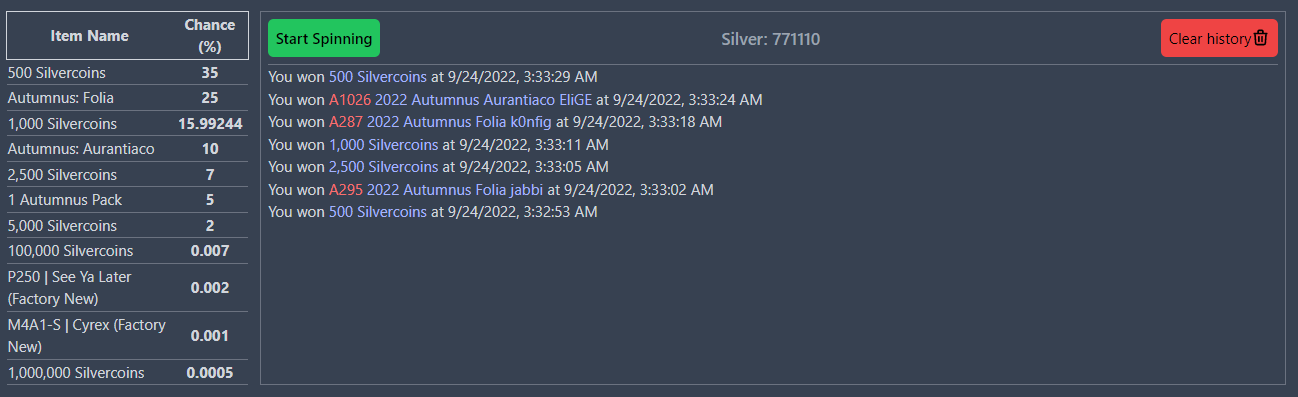 Item Name Chance (%)
500 Silvercoins 35
Autumnus: Folia 25
1,000 Silvercoins 15.99244
Autumnus: Aurantiaco 10
2,500 Silvercoins 7
1 Autumnus Pack 5
5,000 Silvercoins 2
100,000 Silvercoins 0.007
P250 | See Ya Later
(Factory New) 0.002
M4A1-S | Cyrex (Factory
New) 0.001
1,000,000 Silvercoins 0.0005
Start Spinning
Silver: 771110
Clear history
You won 500 Silvercoins at 9/24/2022, 3:33:29 AM
You won A1026 2022 Autumnus Aurantiaco EliGE at 9/24/2022, 3:33:24 AM
You won A287 2022 Autumnus Folia k0nfig at 9/24/2022, 3:33:18 AM
You won 1,000 Silvercoins at 9/24/2022, 3:33:11 AM
You won 2,500 Silvercoins at 9/24/2022, 3:33:05 AM
You won A295 2022 Autumnus Folia jabbi at 9/24/2022, 3:33:02 AM
You won 500 Silvercoins at 9/24/2022, 3:32:53 AM